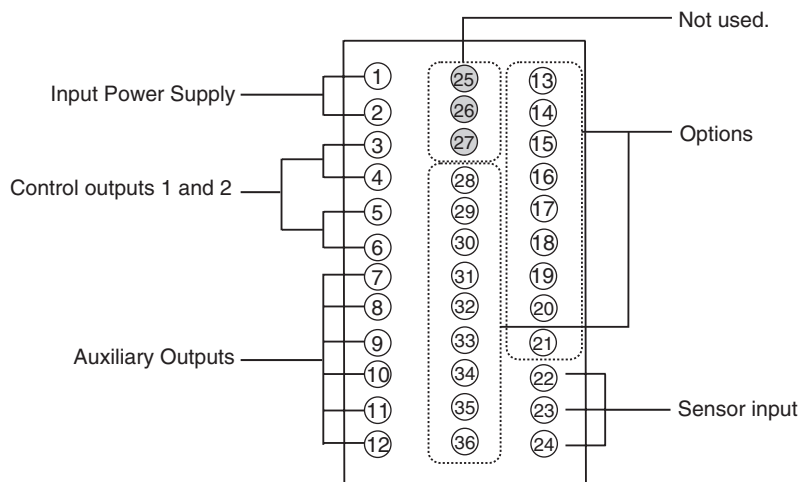 Not used.
1 25 13
Input Power Supply
2 26 14
3 27 15
Options
4 28 16
Control outputs 1 and 2
5 29 17
6 30 18
7 31 19
8 32 20
9 33 21
Auxiliary Outputs
10 34 22
11 35 23
Sensor input
12 36 24